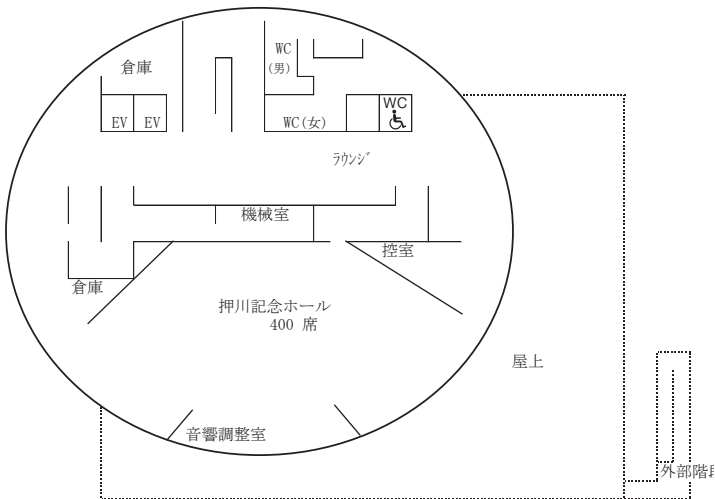 WC
(男)
倉庫
WC
EV
EV
WC(女)
ラウンジ
機械室
控室
倉庫
押川記念ホール
400 席
屋上
音響調整室
外部階段